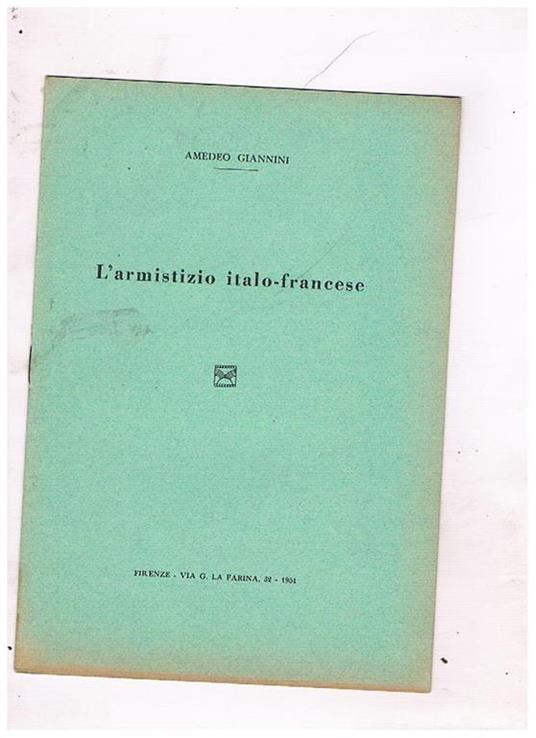 AMEDEO GIANNINI
L'armistizio italo-francese
FIRENZE - VIA G. LA FARINA, 32 - 1951